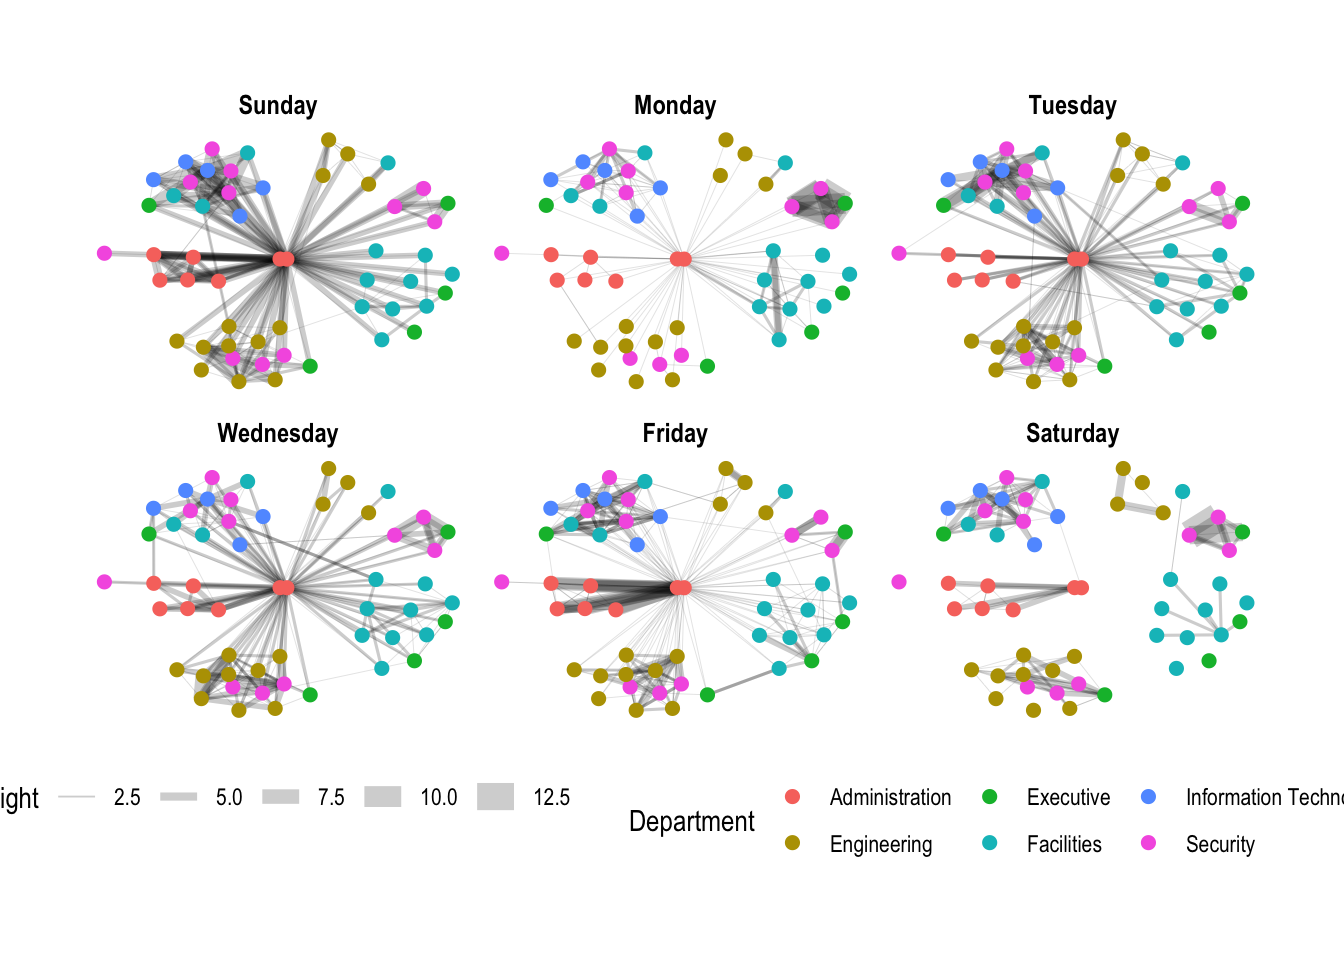 Sunday Monday Tuesday
Wednesday Friday Saturday
ight 2.5 5.0 7.5 10.0 12.5
Department
Administration Executive Information Techno
Engineering Facilities Security